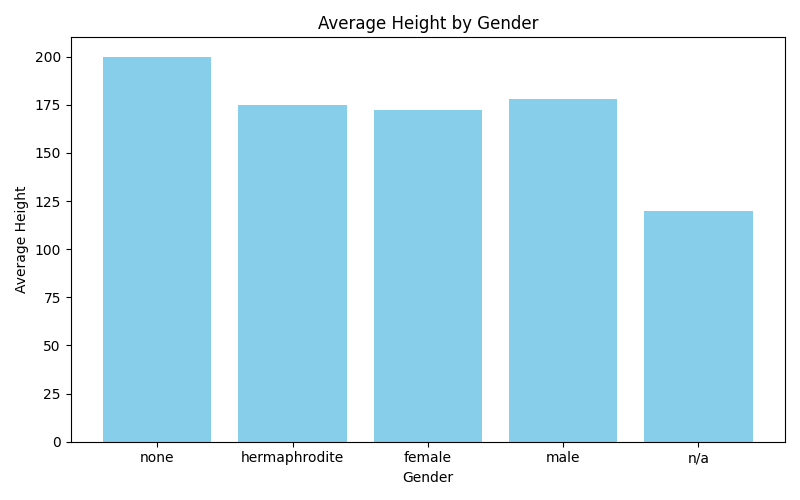 Average Height by Gender
200
175
150
125
100
75
50
25
0
Average Height
none
hermaphrodite
female
male
n/a
Gender